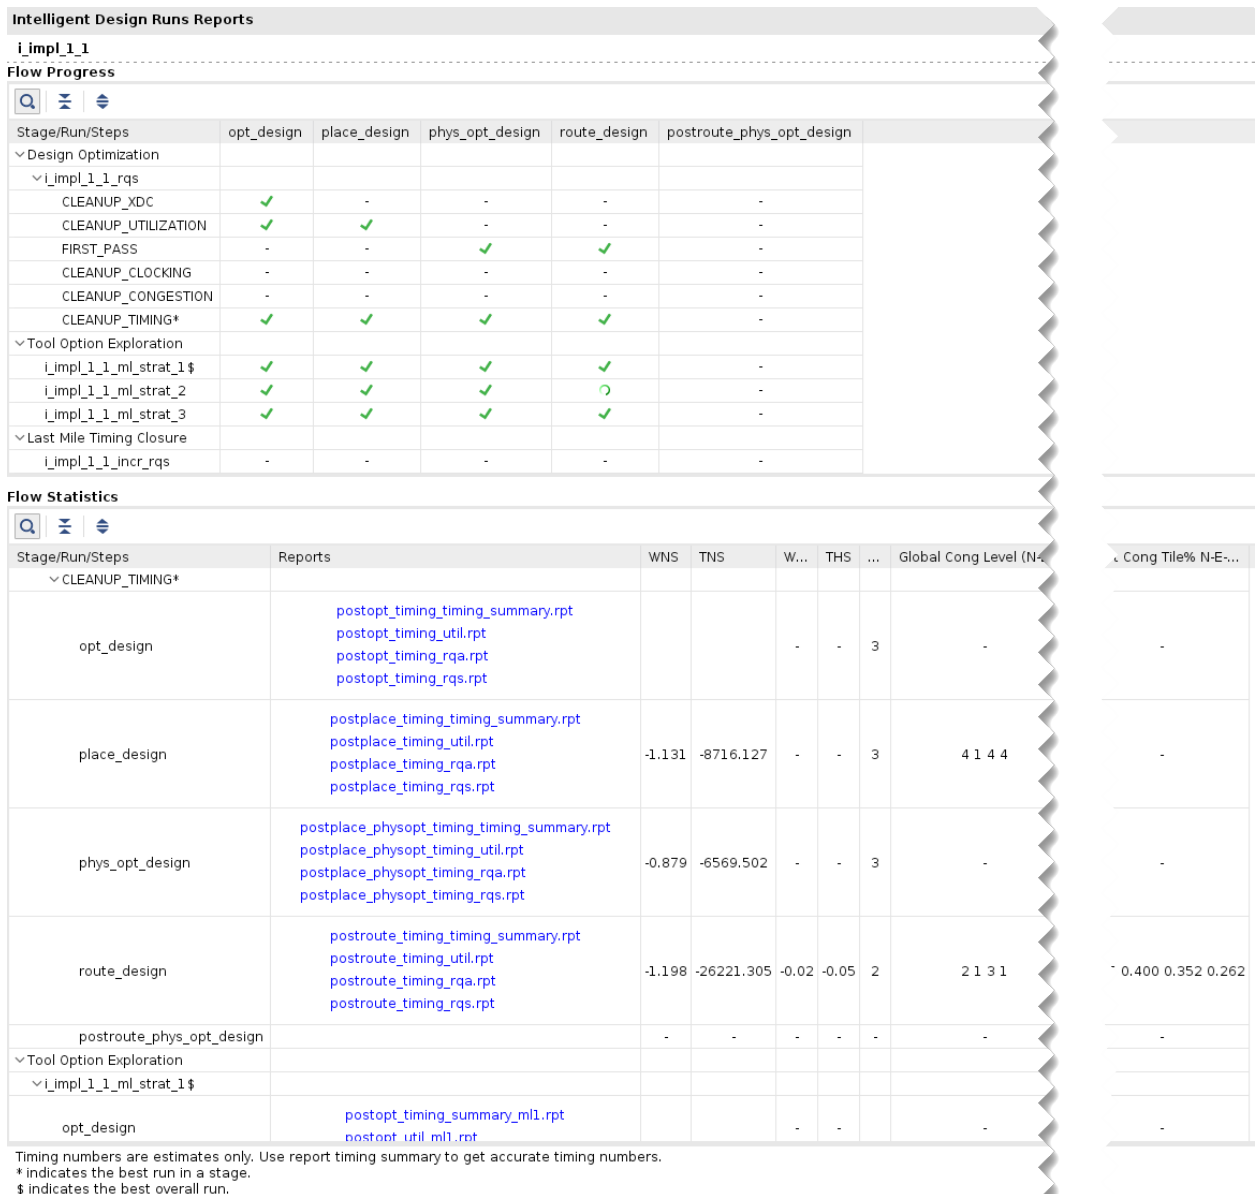 Intelligent Design Runs Reports
i_impl_1_1
Flow Progress
Stage/Run/Steps opt_design place_design phys_opt_design route_design postroute_phys_opt_design
Design Optimization
i_impl_1_1_rqs
CLEANUP_XDC - - - -
CLEANUP_UTILIZATION - - -
FIRST_PASS - - -
CLEANUP_CLOCKING - - - - -
CLEANUP_CONGESTION - - - - -
CLEANUP_TIMING* -
Tool Option Exploration
i_impl_1_1_ml_strat_1$ -
i_impl_1_1_ml_strat_2 -
i_impl_1_1_ml_strat_3 -
Last Mile Timing Closure
i_impl_1_1_incr_rqs - - - - -
Flow Statistics
Stage/Run/Steps Reports WNS TNS W... THS ... Global Cong Level (N- Cong Tile% N-E-...
CLEANUP_TIMING*
postopt_timing_timing_summary.rpt
postopt_timing_util.rpt
opt_design - - 3 - -
postopt_timing_rqa.rpt
postopt_timing_rqs.rpt
postplace_timing_timing_summary.rpt
postplace_timing_util.rpt
place_design -1.131 -8716.127 - - 3 4 1 4 4 -
postplace_timing_rqa.rpt
postplace_timing_rqs.rpt
postplace_physopt_timing_timing_summary.rpt
postplace_physopt_timing_util.rpt
phys_opt_design -0.879 -6569.502 - - 3 - -
postplace_physopt_timing_rqa.rpt
postplace_physopt_timing_rqs.rpt
postroute_timing_timing_summary.rpt
postroute_timing_util.rpt
route_design -1.198 -26221.305 -0.02 -0.05 2 2 1 3 1 0.400 0.352 0.262
postroute_timing_rqa.rpt
postroute_timing_rqs.rpt
postroute_phys_opt_design - - - - - - -
Tool Option Exploration
i_impl_1_1_ml_strat_1$
postopt_timing_summary_ml1.rpt
opt_design - - - -
postopt_util_ml1.rpt
Timing numbers are estimates only. Use report timing summary to get accurate timing numbers.
* indicates the best run in a stage.
$ indicates the best overall run.